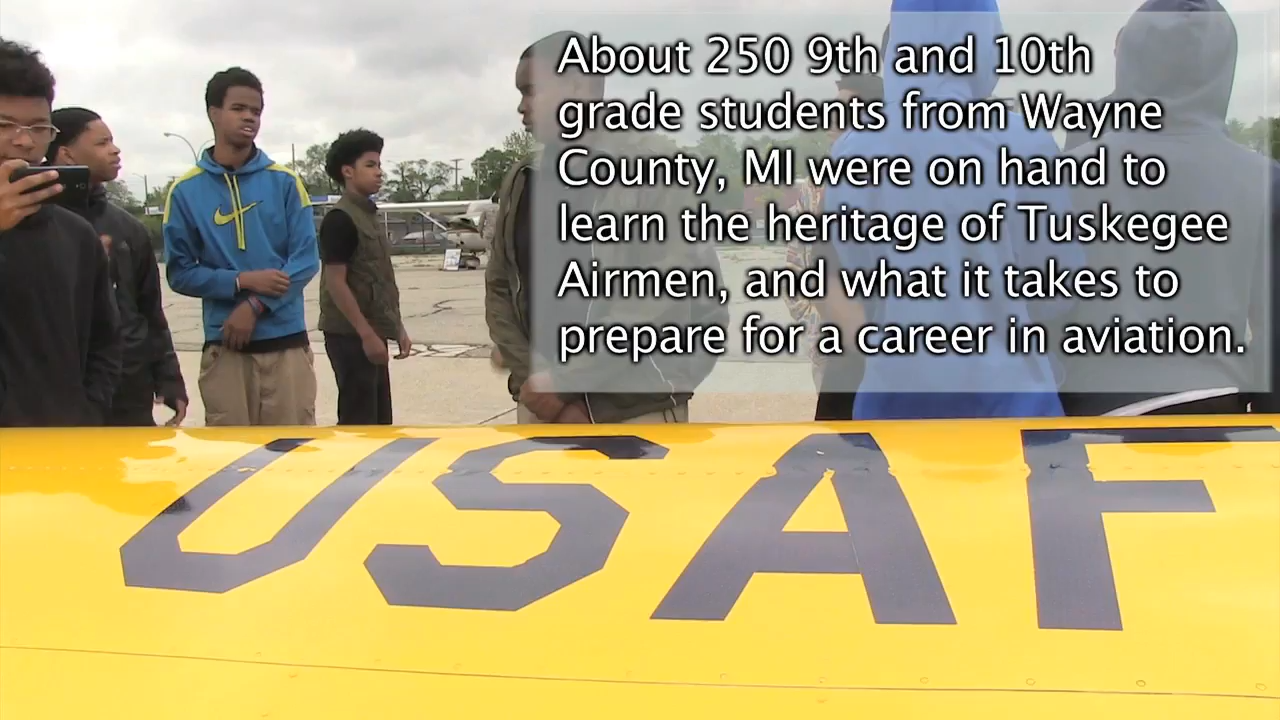 About 250 9th and 10th
grade students from Wayne
County, MI were on hand to
learn the heritage of Tuskegee
Airmen, and what it takes to
prepare for a career in aviation.
USAF